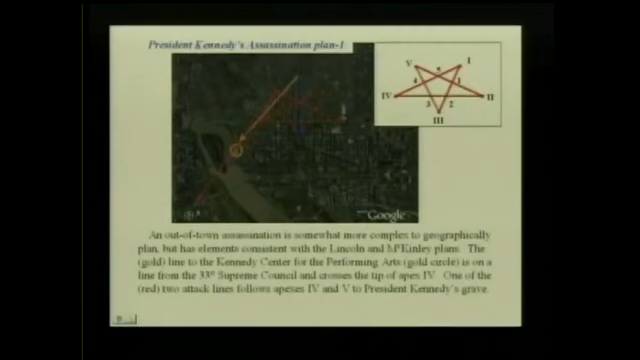 President Kennedy's Assassination plan-1
V
I
4
5
1
IV
II
3
2
III
Google
An out-of-town assassination is somewhat more complex to geographically
plan, but has elements consistent with the Lincoln and McKinley plans. The
(gold) line to the Kennedy Center for the Performing Arts (gold circle) is on a
line from the 33° Supreme Council and crosses the tip of apex IV. One of the
(red) two attack lines follows apexes IV and V to President Kennedy's grave.